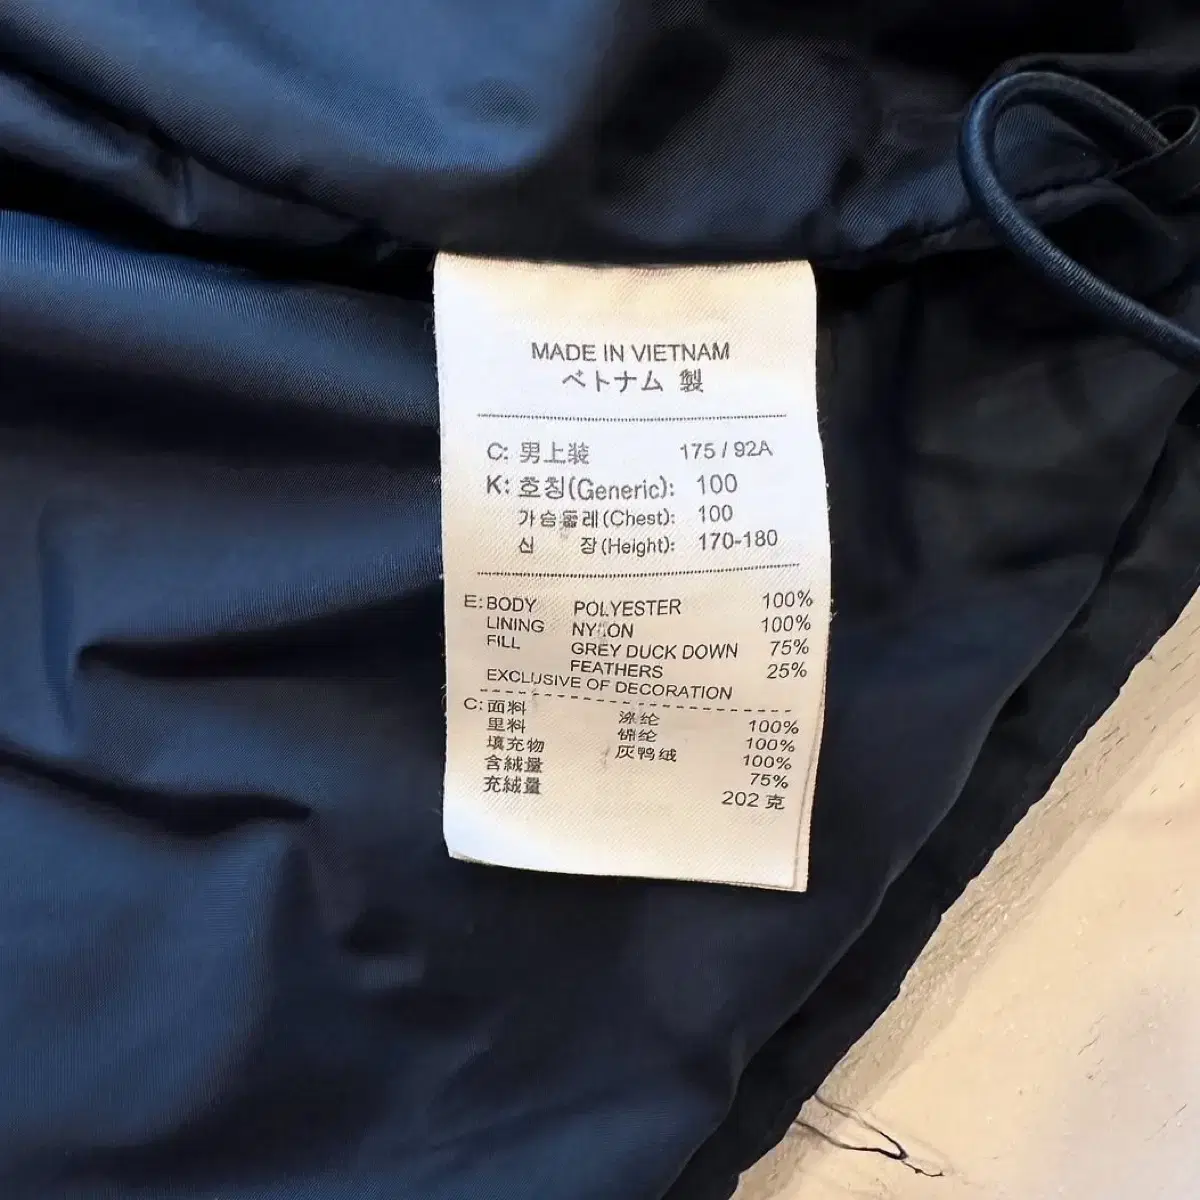 MADE IN VIETNAM
ベトナム 製
C: 男上装 175 / 92A
K: 호칭(Generic): 100
가슴둘레(Chest): 100
신 장(Height): 170-180
E: BODY POLYESTER 100%
LINING NYLON 100%
FILL GREY DUCK DOWN 75%
FEATHERS 25%
EXCLUSIVE OF DECORATION
C: 面料 涤纶 100%
里料 锦纶 100%
填充物 灰鸭绒 100%
含絨量 75%
充絨量 202 克